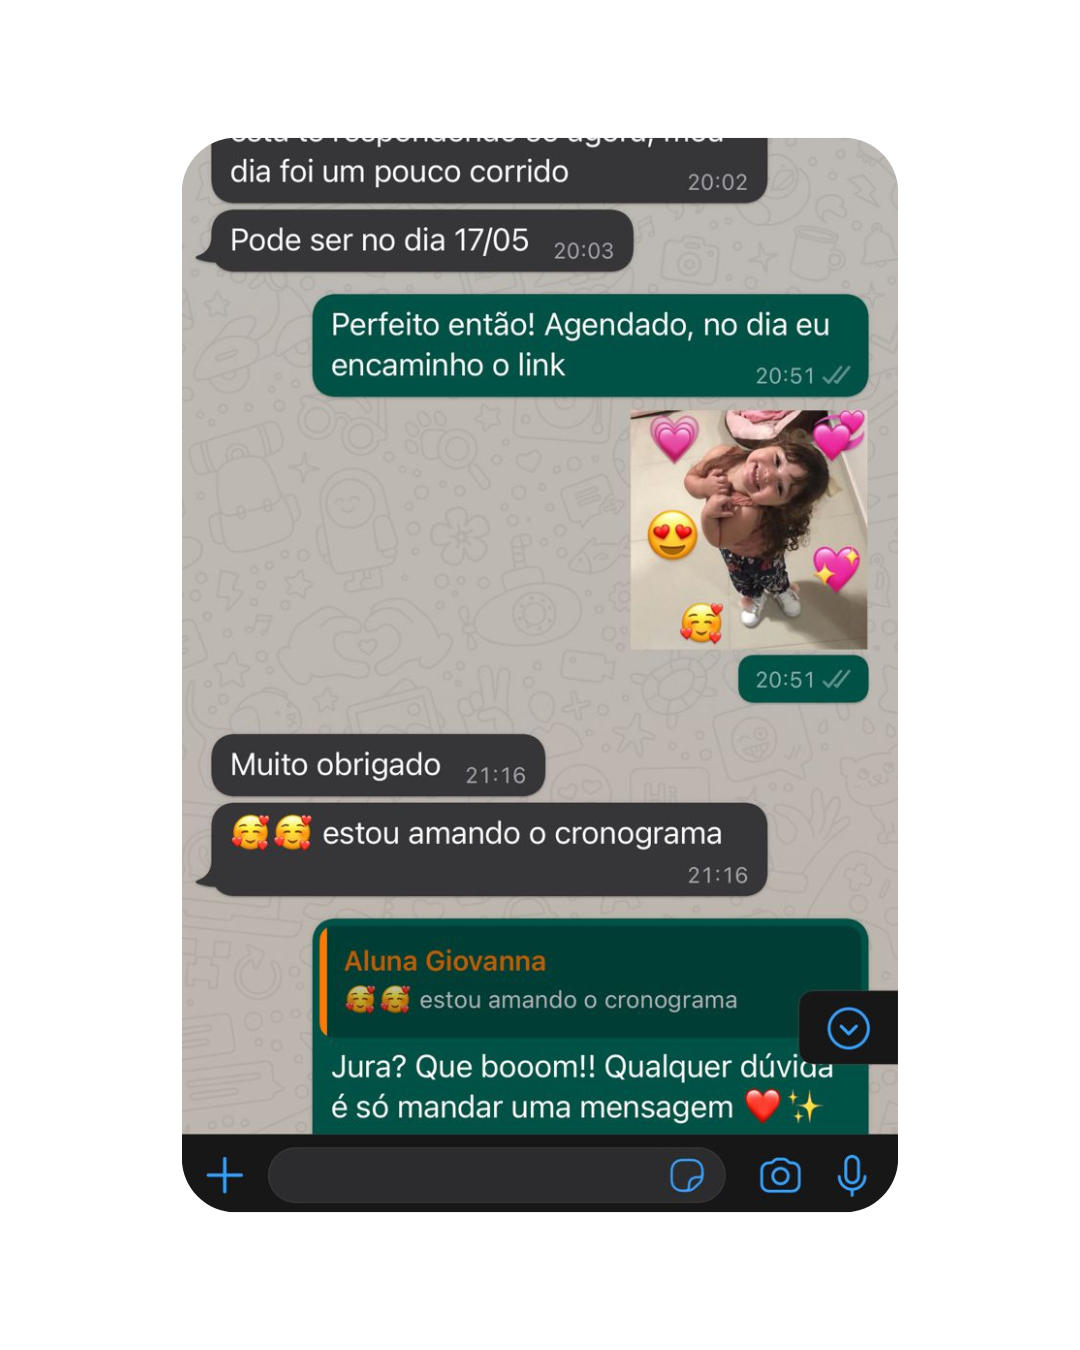 dia foi um pouco corrido
20:02
Pode ser no dia 17/05
20:03
Perfeito então! Agendado, no dia eu
encaminho o link
20:51
20:51
Muito obrigado
21:16
🥰🥰 estou amando o cronograma
21:16
Aluna Giovanna
🥰🥰 estou amando o cronograma
Jura? Que booom!! Qualquer dúvida
é só mandar uma mensagem ❤️✨